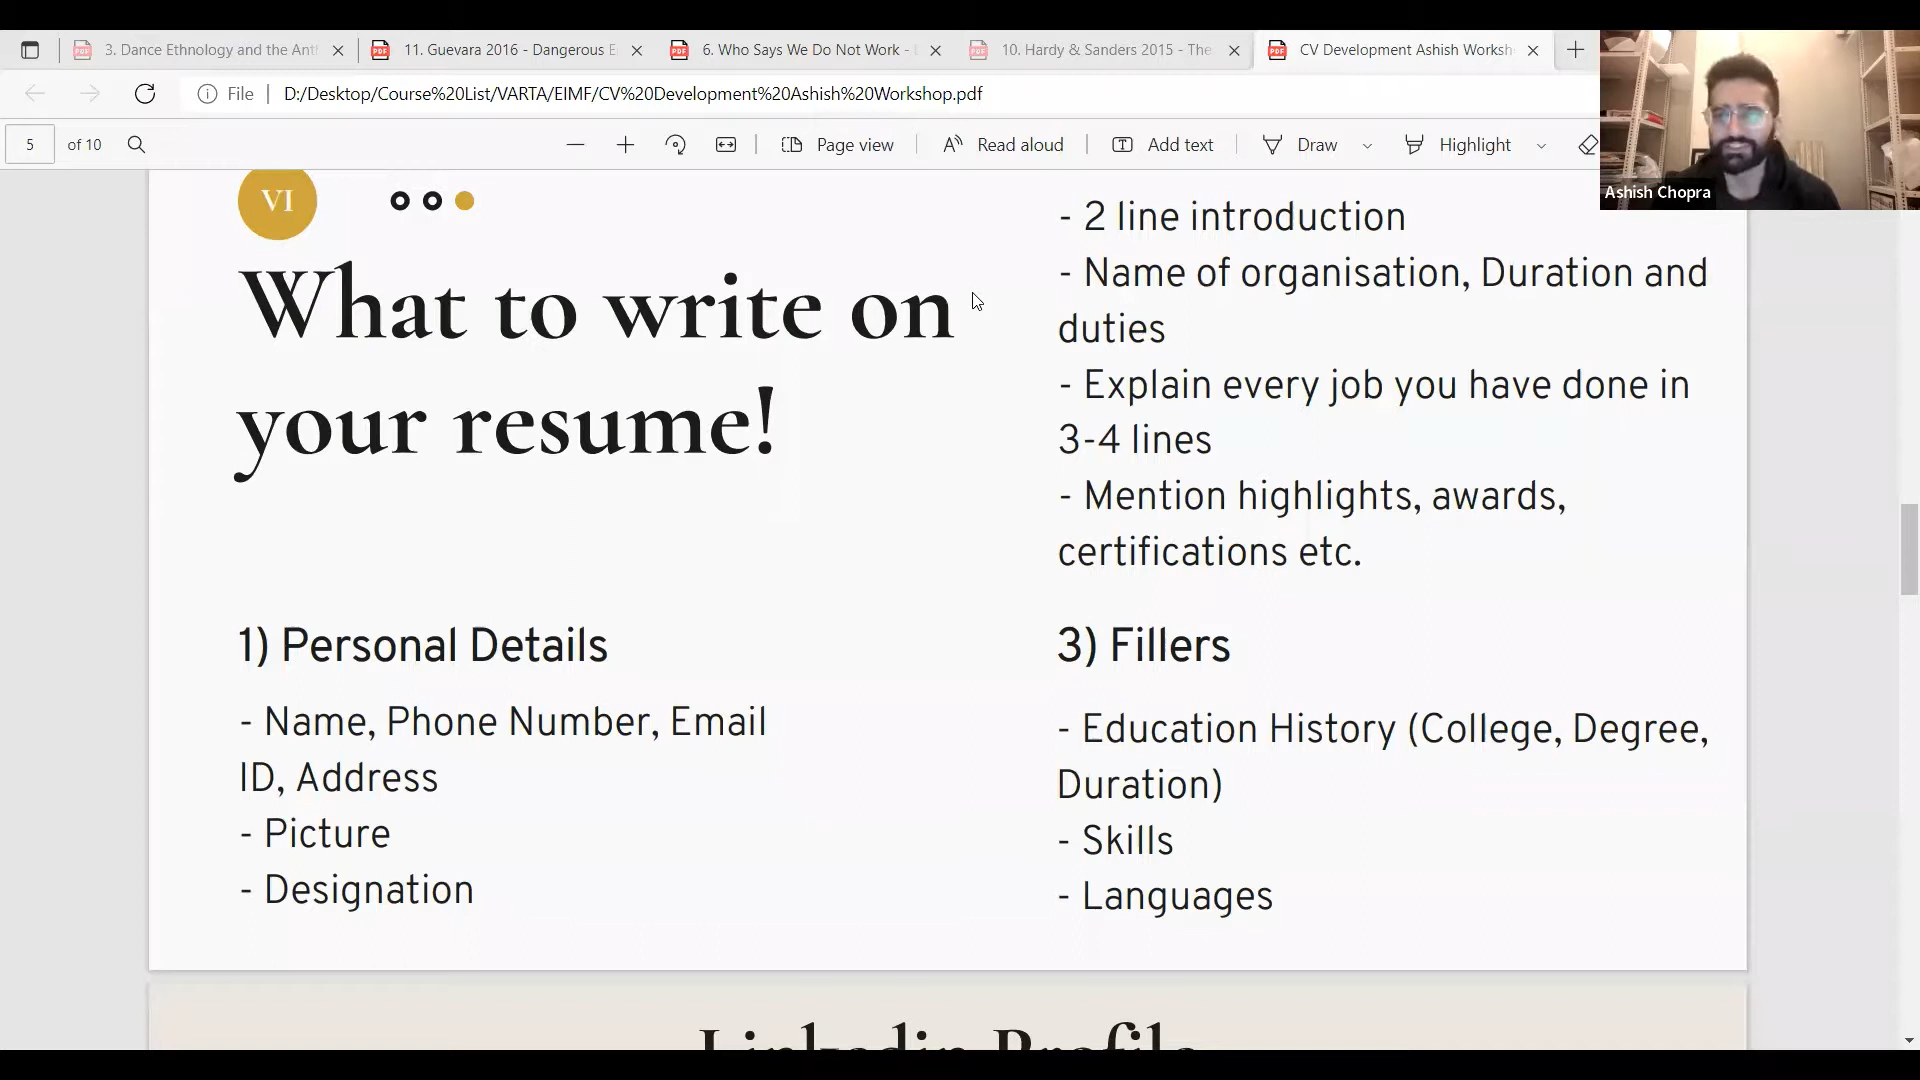 3. Dance Ethnology and the Ant
11. Guevara 2016 - Dangerous E
6. Who Says We Do Not Work -
10. Hardy & Sanders 2015 - The
CV Development Ashish Worksh
File
D:/Desktop/Course%20List/VARTA/EIMF/CV%20Development%20Ashish%20Workshop.pdf
5 of 10
Page view
Read aloud
Add text
Draw
Highlight
Ashish Chopra
VI
What to write on
your resume!
1) Personal Details
- Name, Phone Number, Email
ID, Address
- Picture
- Designation
- 2 line introduction
- Name of organisation, Duration and
duties
- Explain every job you have done in
3-4 lines
- Mention highlights, awards,
certifications etc.
3) Fillers
- Education History (College, Degree,
Duration)
- Skills
- Languages
Linkedin Profile